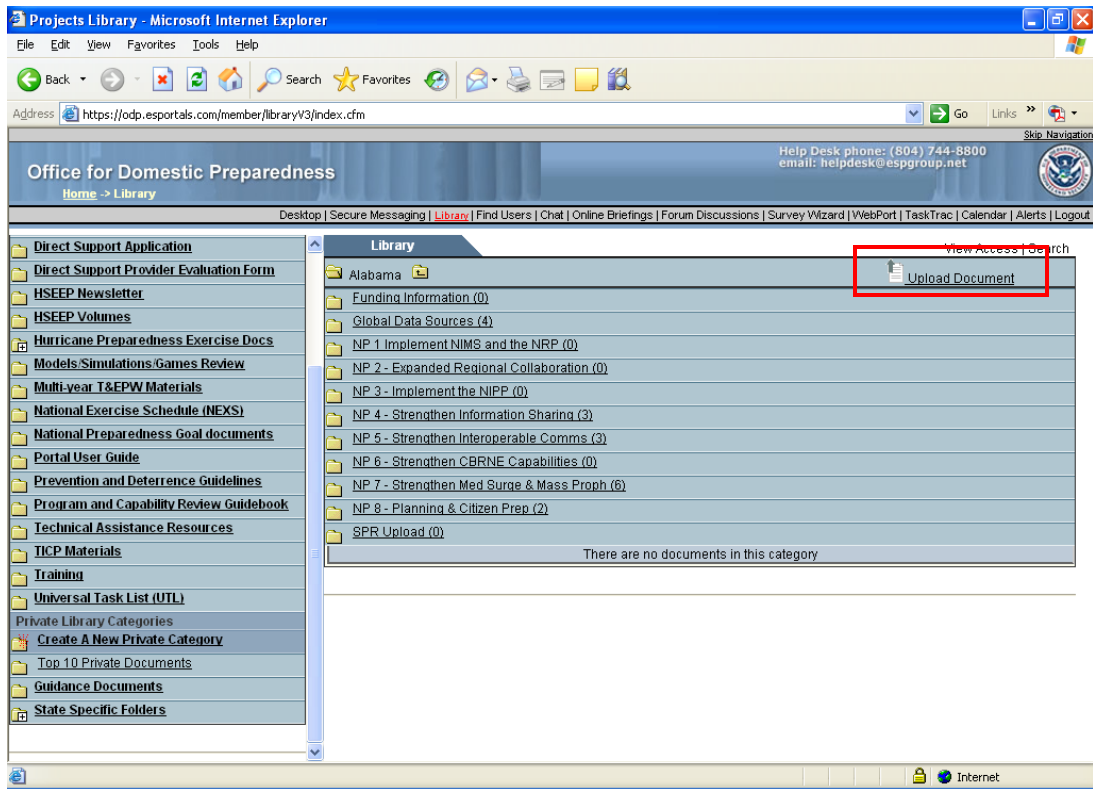 Projects Library - Microsoft Internet Explorer
File Edit View Favorites Tools Help
Back Search Favorites
Address https://odp.esportals.com/member/libraryV3/index.cfm Go Links »
Skip Navigation
Help Desk phone: (804) 744-8800
email: helpdesk@espgroup.net
Office for Domestic Preparedness
Home -> Library
Desktop | Secure Messaging | Library | Find Users | Chat | Online Briefings | Forum Discussions | Survey Wizard | WebPort | TaskTrac | Calendar | Alerts | Logout
Direct Support Application
Direct Support Provider Evaluation Form
HSEEP Newsletter
HSEEP Volumes
Hurricane Preparedness Exercise Docs
Models/Simulations/Games Review
Multi-year T&EPW Materials
National Exercise Schedule (NEXS)
National Preparedness Goal documents
Portal User Guide
Prevention and Deterrence Guidelines
Program and Capability Review Guidebook
Technical Assistance Resources
TICP Materials
Training
Universal Task List (UTL)
Private Library Categories
Create A New Private Category
Top 10 Private Documents
Guidance Documents
State Specific Folders
Library
View Access | Search
Alabama
Upload Document
Funding Information (0)
Global Data Sources (4)
NP 1 Implement NIMS and the NRP (0)
NP 2 - Expanded Regional Collaboration (0)
NP 3 - Implement the NIPP (0)
NP 4 - Strengthen Information Sharing (3)
NP 5 - Strengthen Interoperable Comms (3)
NP 6 - Strengthen CBRNE Capabilities (0)
NP 7 - Strengthen Med Surge & Mass Proph (6)
NP 8 - Planning & Citizen Prep (2)
SPR Upload (0)
There are no documents in this category
Internet